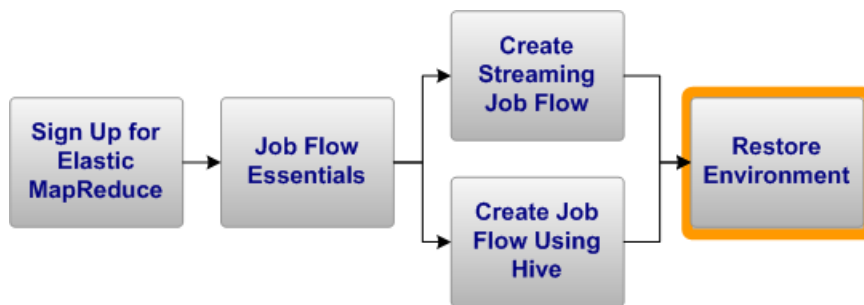 Sign Up for
Elastic
MapReduce
Job Flow
Essentials
Create
Streaming
Job Flow
Create Job
Flow Using
Hive
Restore
Environment